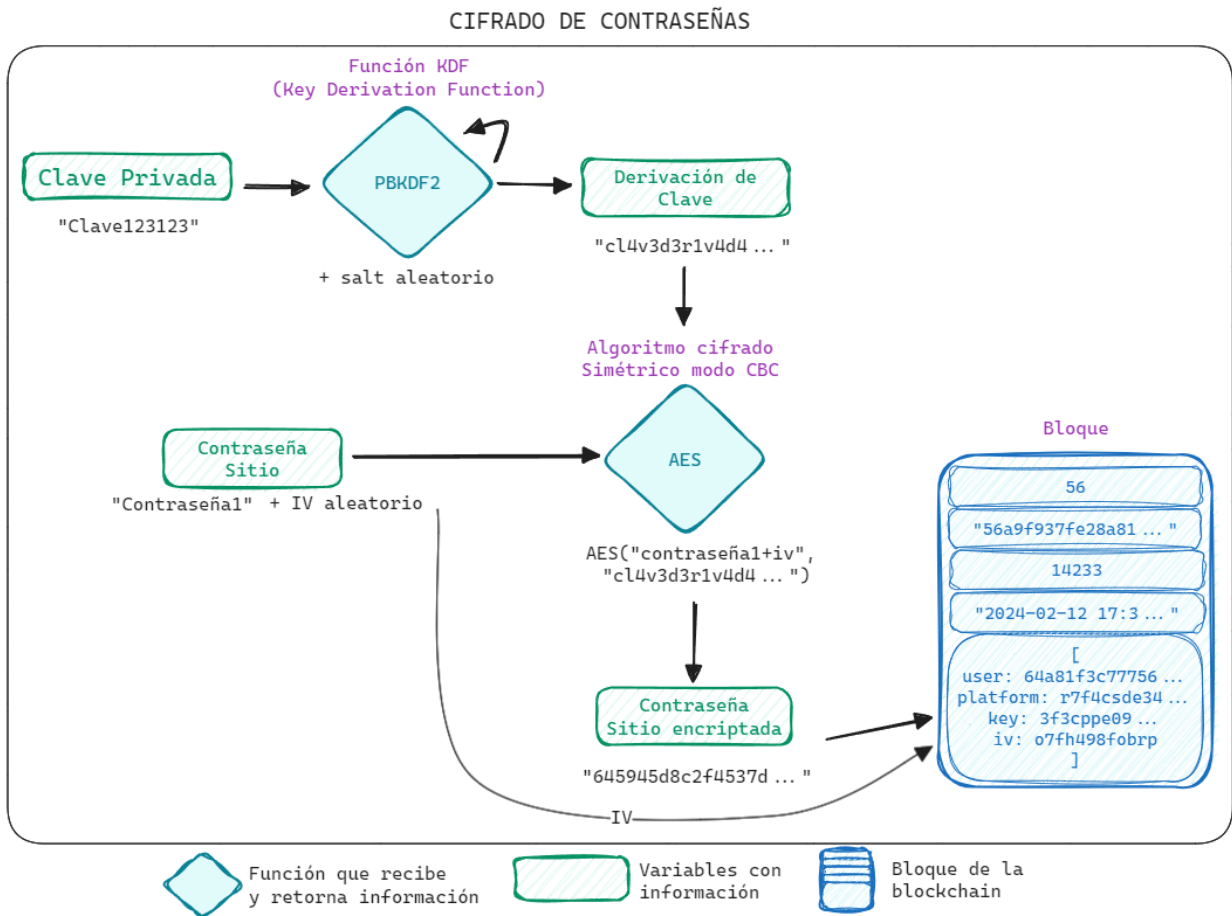 CIFRADO DE CONTRASEÑAS
Función KDF
(Key Derivation Function)
Clave Privada
"Clave123123"
PBKDF2
+ salt aleatorio
Derivación de
Clave
"cl4v3d3r1v4d4..."
Algoritmo cifrado
Simétrico modo CBC
Contraseña
Sitio
"Contraseña1" + IV aleatorio
AES
AES("contraseña1+iv",
"cl4v3d3r1v4d4...")
Contraseña
Sitio encriptada
"645945d8c2f4537d..."
IV
Bloque
56
"56a9f937fe28a81..."
14233
"2024-02-12 17:3..."
[
user: 64a81f3c77756...
platform: r7f4csde34...
key: 3f3cppe09...
iv: o7fh498fobrp
]
Función que recibe
y retorna información
Variables con
información
Bloque de la
blockchain